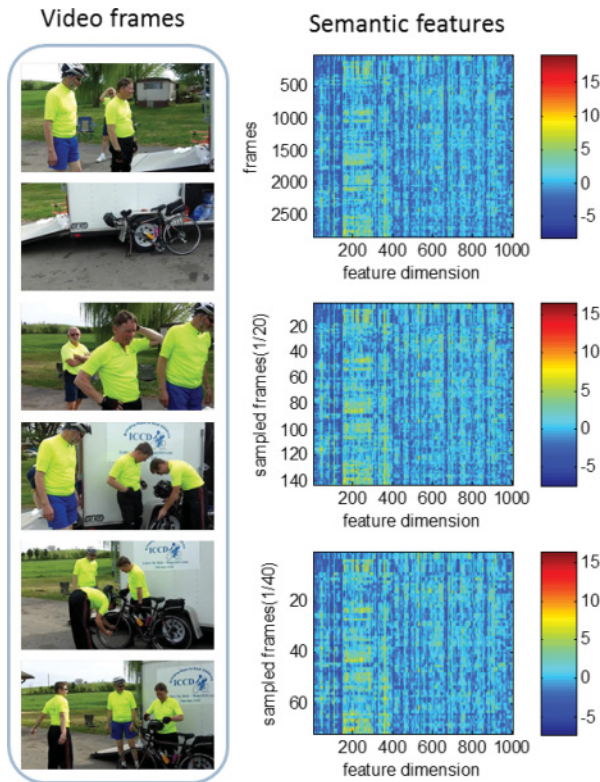 Video frames
Semantic features
frames
500
1000
1500
2000
2500
200 400 600 800 1000
feature dimension
15
10
5
0
-5
sampled frames(1/20)
20
40
60
80
100
120
140
200 400 600 800 1000
feature dimension
15
10
5
0
-5
sampled frames(1/40)
20
40
60
200 400 600 800 1000
feature dimension
15
10
5
0
-5
ICCD
ICCD
ICCD